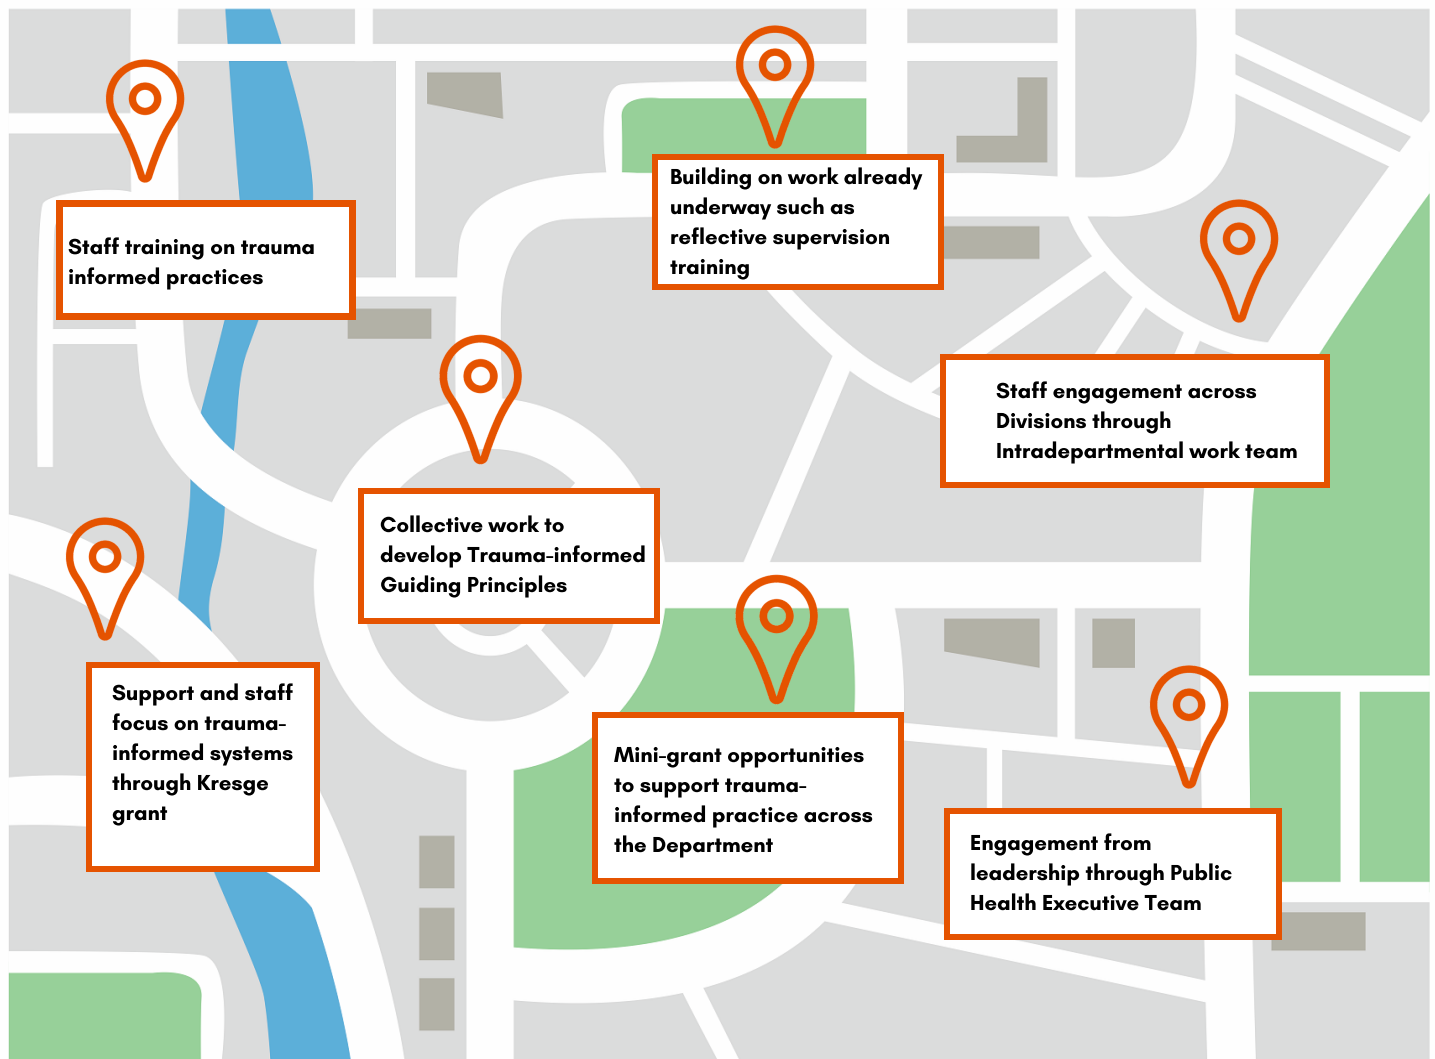 Building on work already
underway such as
reflective supervision
training
Staff training on trauma
informed practices
Staff engagement across
Divisions through
Intradepartmental work team
Collective work to
develop Trauma-informed
Guiding Principles
Support and staff
focus on trauma-
informed systems
through Kresge
grant
Mini-grant opportunities
to support trauma-
informed practice across
the Department
Engagement from
leadership through Public
Health Executive Team